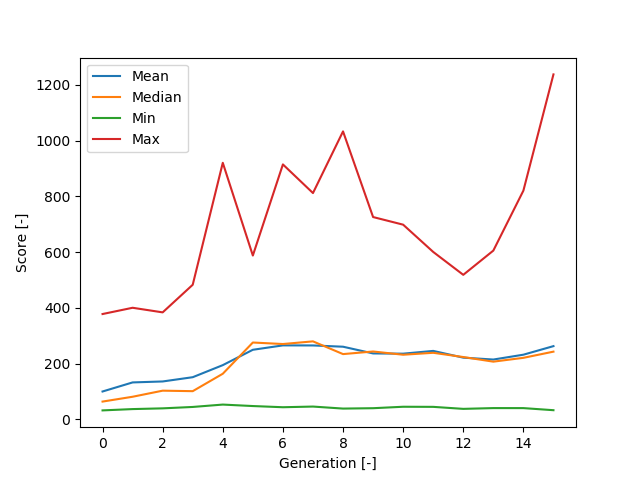 Mean
Median
Min
Max
1200
1000
800
600
400
200
0
Score [-]
0 2 4 6 8 10 12 14
Generation [-]